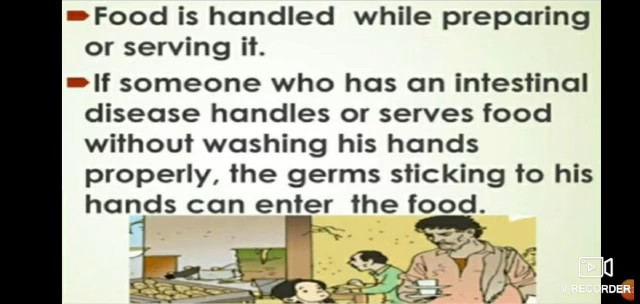 Food is handled while preparing
or serving it.
If someone who has an intestinal
disease handles or serves food
without washing his hands
properly, the germs sticking to his
hands can enter the food.
V RECORDER